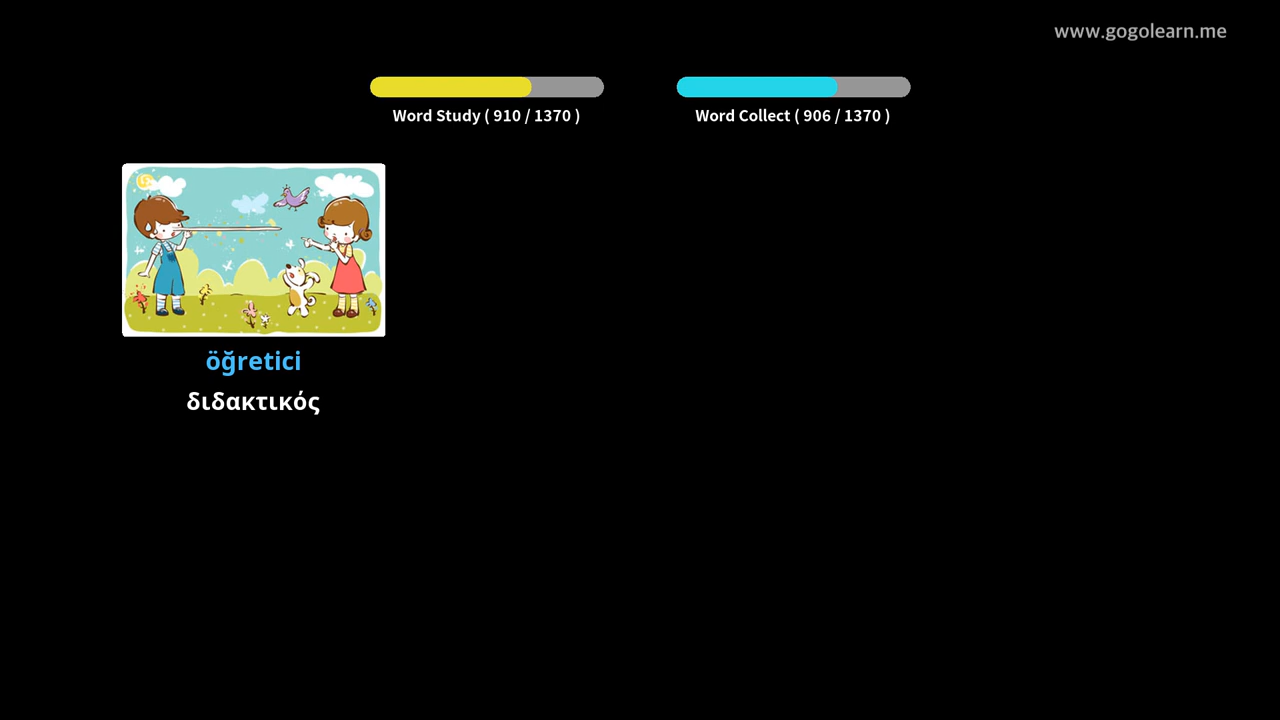 www.gogolearn.me
Word Study ( 910 / 1370 )
Word Collect ( 906 / 1370 )
öğretici
διδακτικός